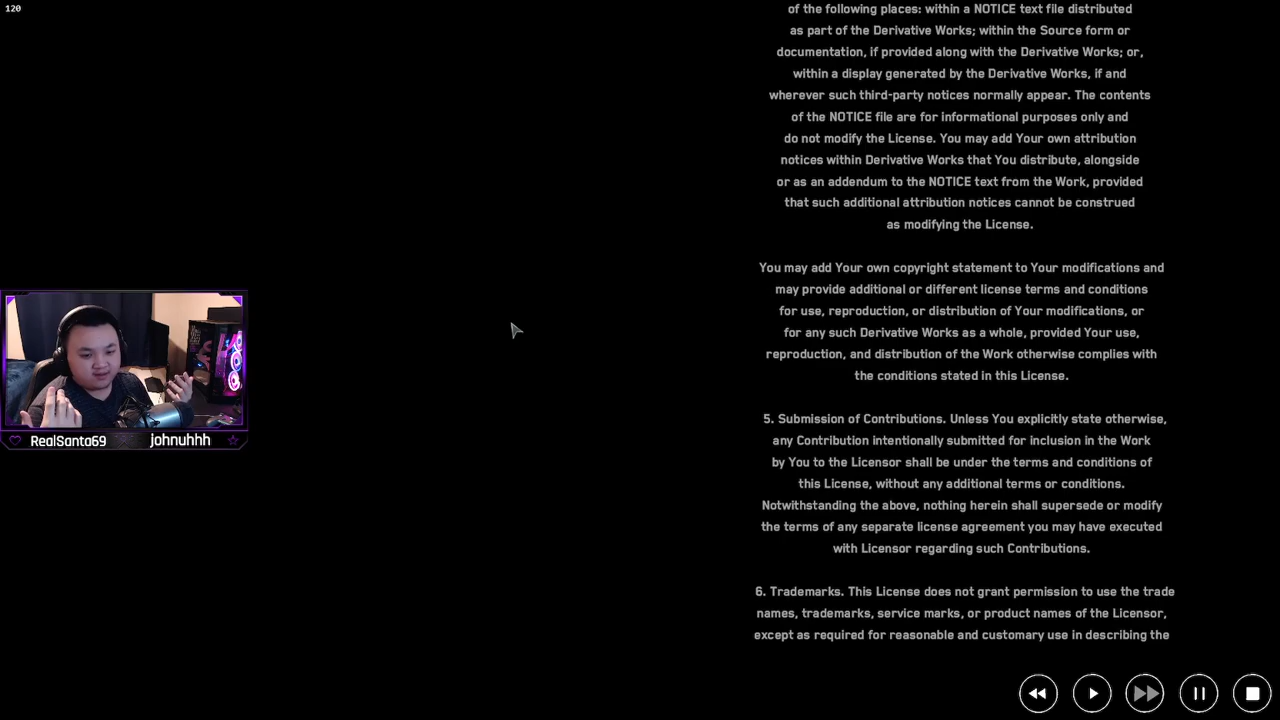 120
of the following places: within a NOTICE text file distributed
as part of the Derivative Works; within the Source form or
documentation, if provided along with the Derivative Works; or,
within a display generated by the Derivative Works, if and
wherever such third-party notices normally appear. The contents
of the NOTICE file are for informational purposes only and
do not modify the License. You may add Your own attribution
notices within Derivative Works that You distribute, alongside
or as an addendum to the NOTICE text from the Work, provided
that such additional attribution notices cannot be construed
as modifying the License.
You may add Your own copyright statement to Your modifications and
may provide additional or different license terms and conditions
for use, reproduction, or distribution of Your modifications, or
for any such Derivative Works as a whole, provided Your use,
reproduction, and distribution of the Work otherwise complies with
the conditions stated in this License.
5. Submission of Contributions. Unless You explicitly state otherwise,
any Contribution intentionally submitted for inclusion in the Work
by You to the Licensor shall be under the terms and conditions of
this License, without any additional terms or conditions.
Notwithstanding the above, nothing herein shall supersede or modify
the terms of any separate license agreement you may have executed
with Licensor regarding such Contributions.
6. Trademarks. This License does not grant permission to use the trade
names, trademarks, service marks, or product names of the Licensor,
except as required for reasonable and customary use in describing the
RealSanta69 johnuhhh